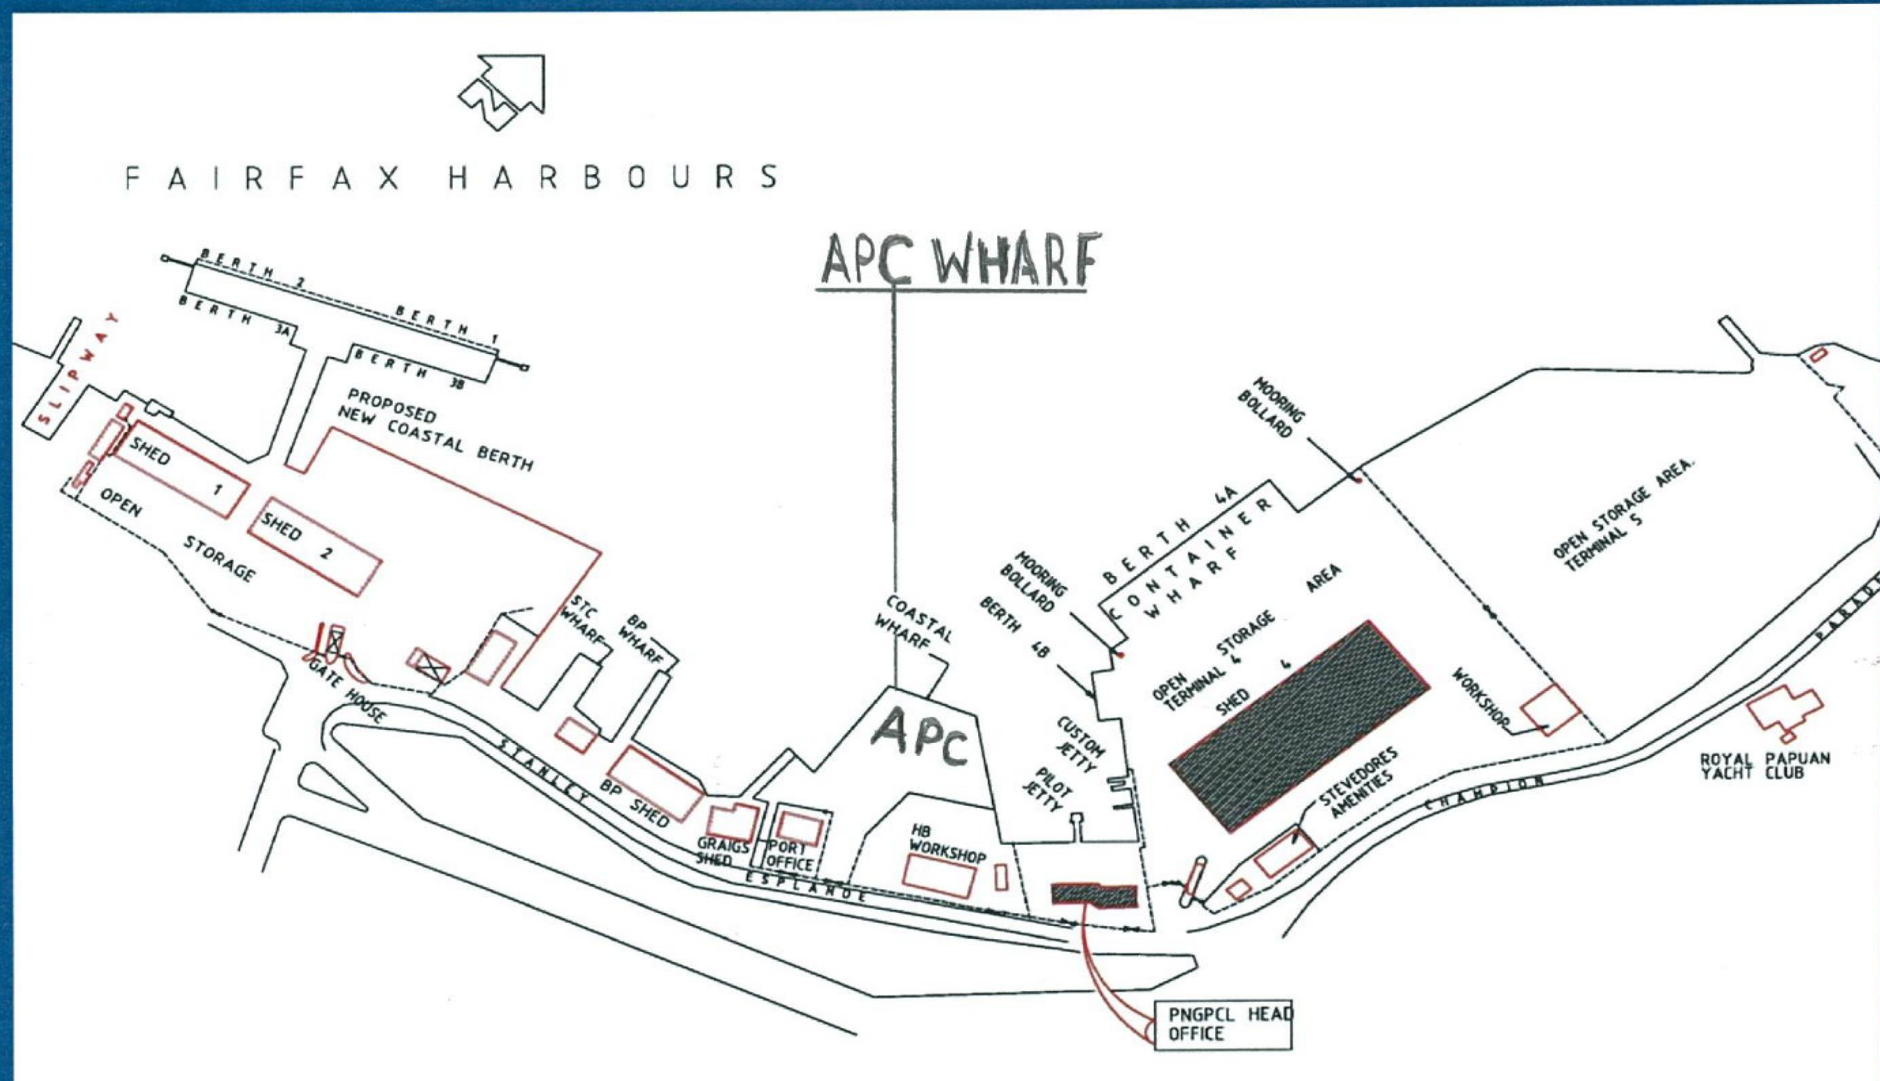 N
FAIRFAX HARBOURS
APC WHARF
BERTH 2
BERTH 1
BERTH 3A
BERTH 3B
SLIPWAY
PROPOSED
NEW COASTAL BERTH
SHED 1
SHED 2
OPEN STORAGE
GATE HOUSE
STC
WHARF
BP
WHARF
COASTAL
WHARF
APC
MOORING
BOLLARD
BERTH 4B
MOORING
BOLLARD
BERTH 4A
CONTAINER
WHARF
OPEN STORAGE AREA
TERMINAL 4
SHED 4
OPEN STORAGE AREA.
TERMINAL 5
WORKSHOP
CUSTOM
JETTY
PILOT
JETTY
STEVEDORES
AMENITIES
ROYAL PAPUAN
YACHT CLUB
CHAMPION PARADE
STANLEY ESPLANDE
BP SHED
GRAIGS
SHED
PORT
OFFICE
HB
WORKSHOP
PNGPCL HEAD
OFFICE